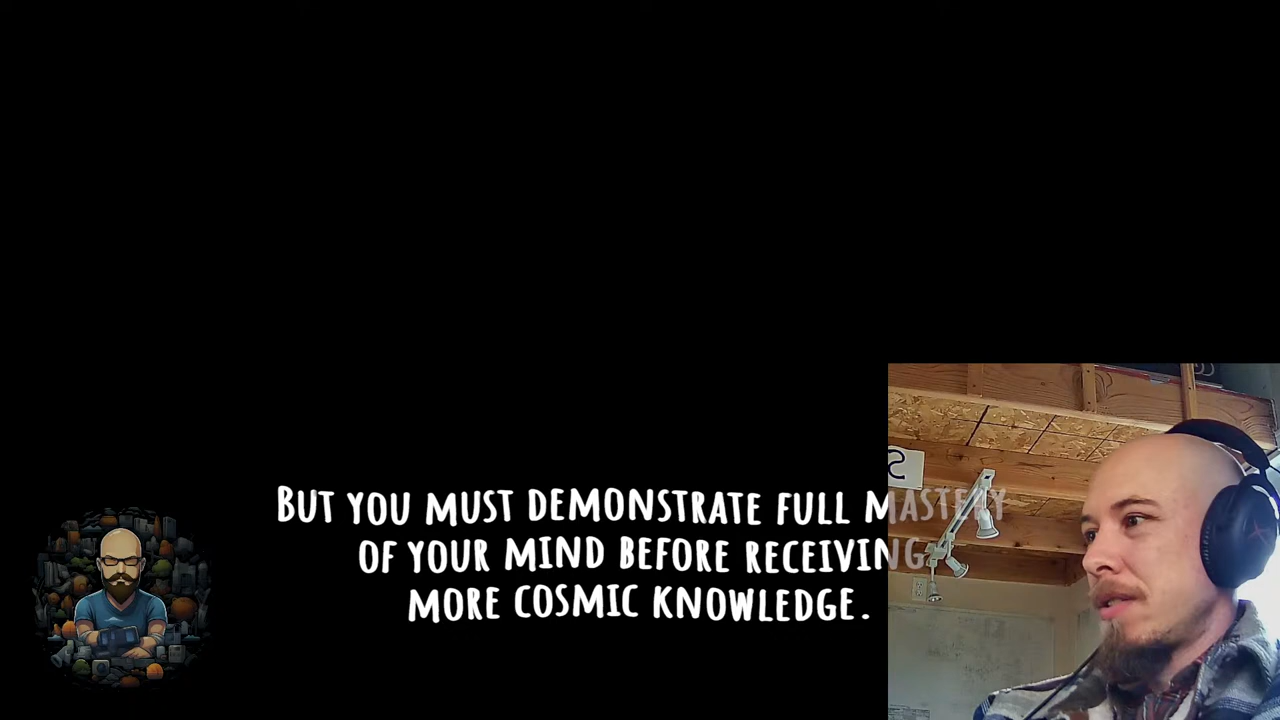 But you must demonstrate full mastery
of your mind before receiving
more cosmic knowledge.